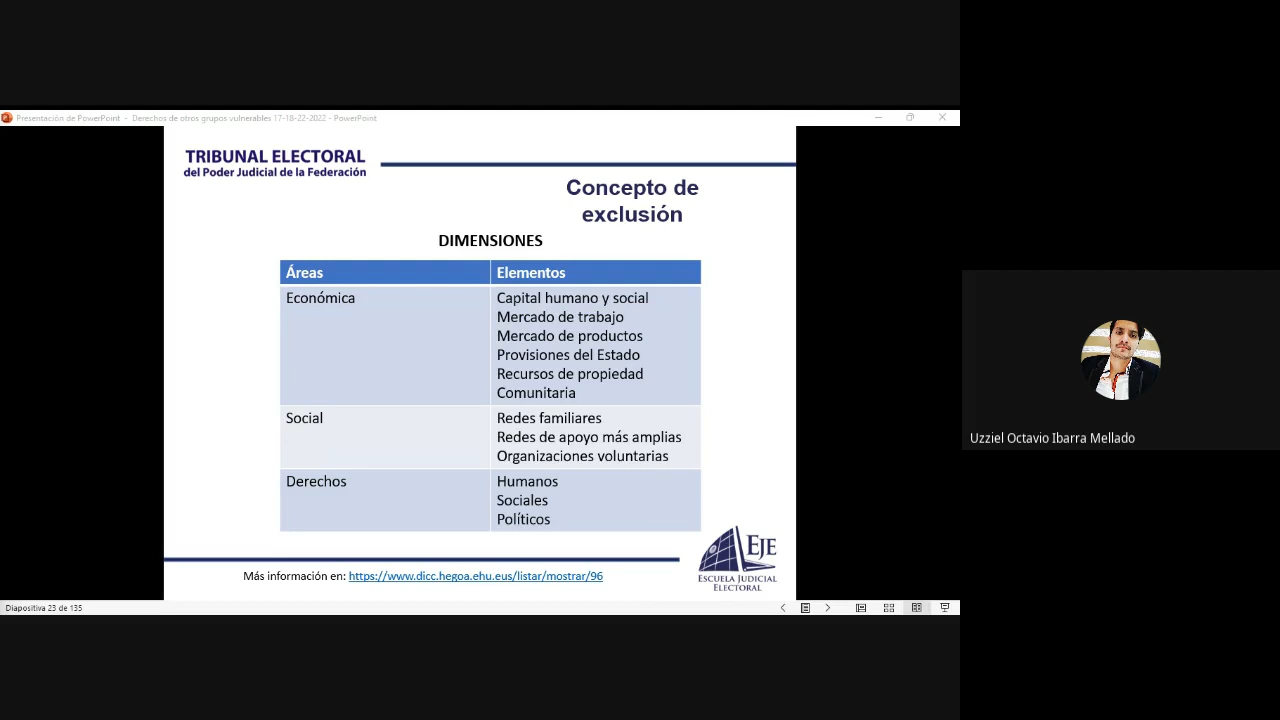 Presentación de PowerPoint - Derechos de otros grupos vulnerables 17-18-22-2022 - PowerPoint
TRIBUNAL ELECTORAL
del Poder Judicial de la Federación
Concepto de
exclusión
DIMENSIONES
Áreas
Elementos
Económica
Capital humano y social
Mercado de trabajo
Mercado de productos
Provisiones del Estado
Recursos de propiedad
Comunitaria
Social
Redes familiares
Redes de apoyo más amplias
Organizaciones voluntarias
Derechos
Humanos
Sociales
Políticos
EJE
ESCUELA JUDICIAL
ELECTORAL
Más información en: https://www.dicc.hegoa.ehu.eus/listar/mostrar/96
Diapositiva 23 de 135
Uzziel Octavio Ibarra Mellado